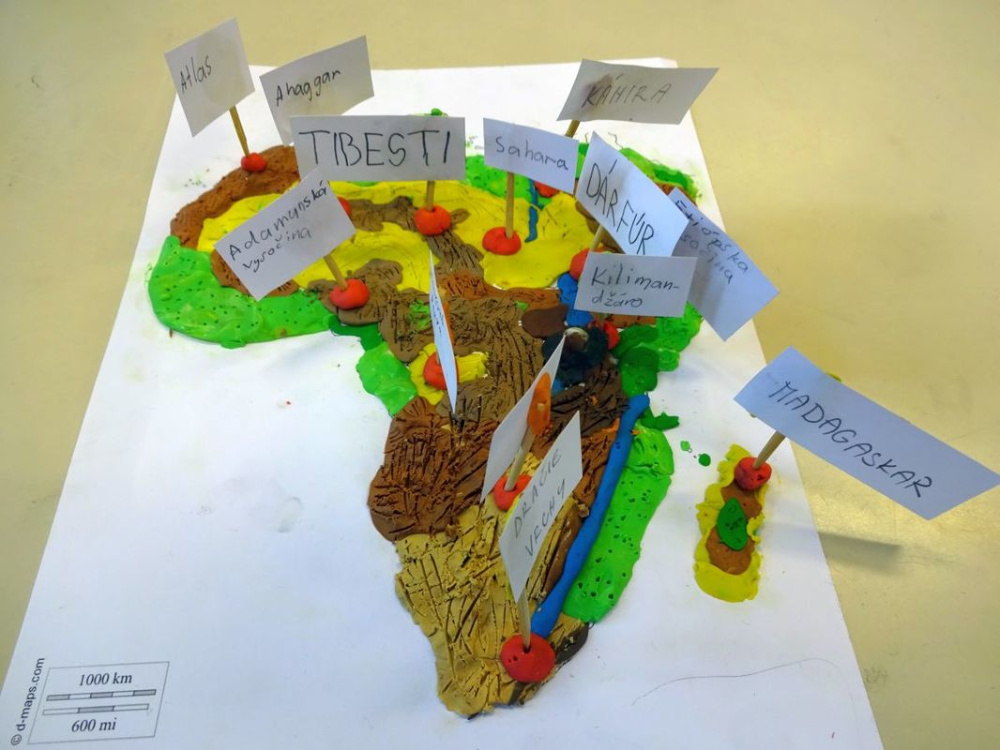 Atlas
Ahaggar
KÁHIRA
TIBESTI
Sahara
DÁRFÚR
Adamunská
vysočina
Etiópska
Kiliman-
džáro
MADAGASKAR
DRAČIE
VRCHY
1000 km
600 mi
© d-maps.com